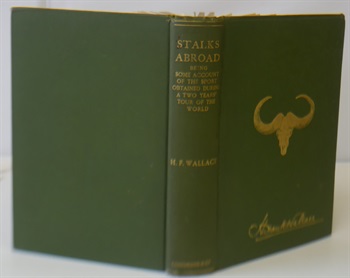 STALKS
ABROAD
BEING
SOME ACCOUNT
OF THE SPORT
OBTAINED DURING
A TWO YEARS'
TOUR OF THE
WORLD
H. F. WALLACE